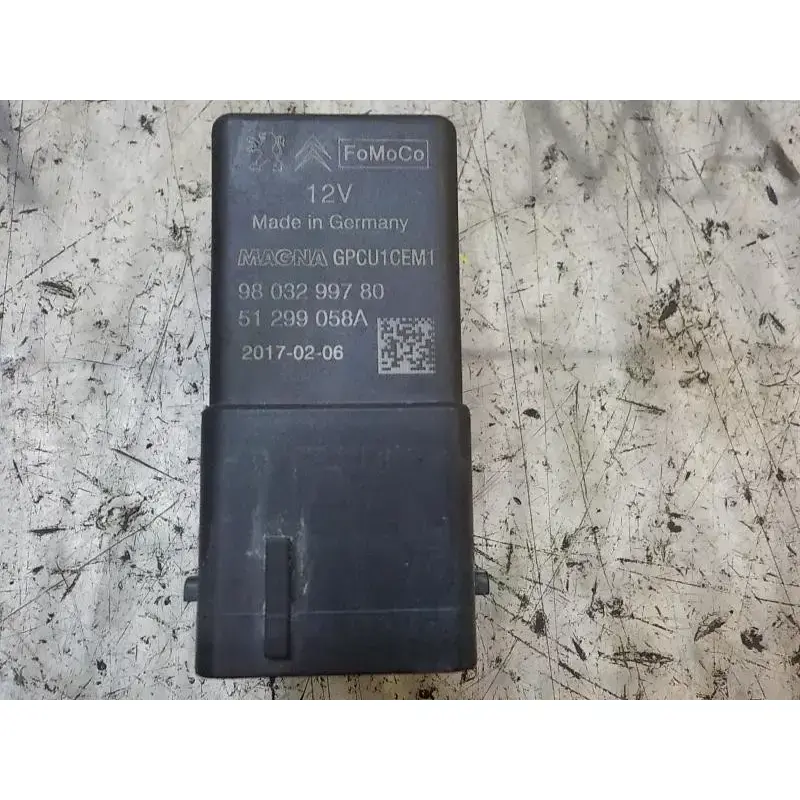 FoMoCo
12V
Made in Germany
MAGNA GPCU1CEM1
98 032 997 80
51 299 058A
2017-02-06